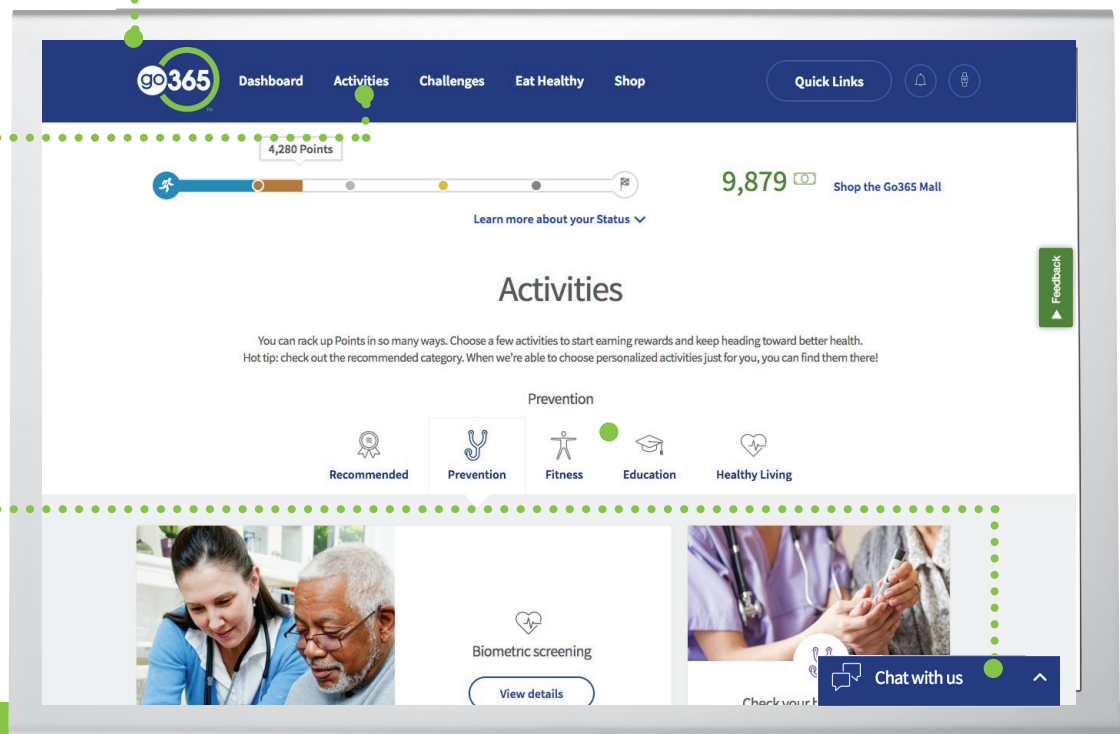 go365
Dashboard Activities Challenges Eat Healthy Shop Quick Links
4,280 Points
9,879 Shop the Go365 Mall
Learn more about your Status
Feedback
Activities
You can rack up Points in so many ways. Choose a few activities to start earning rewards and keep heading toward better health.
Hot tip: check out the recommended category. When we're able to choose personalized activities just for you, you can find them there!
Prevention
Recommended Prevention Fitness Education Healthy Living
Biometric screening
View details
Check your
Chat with us